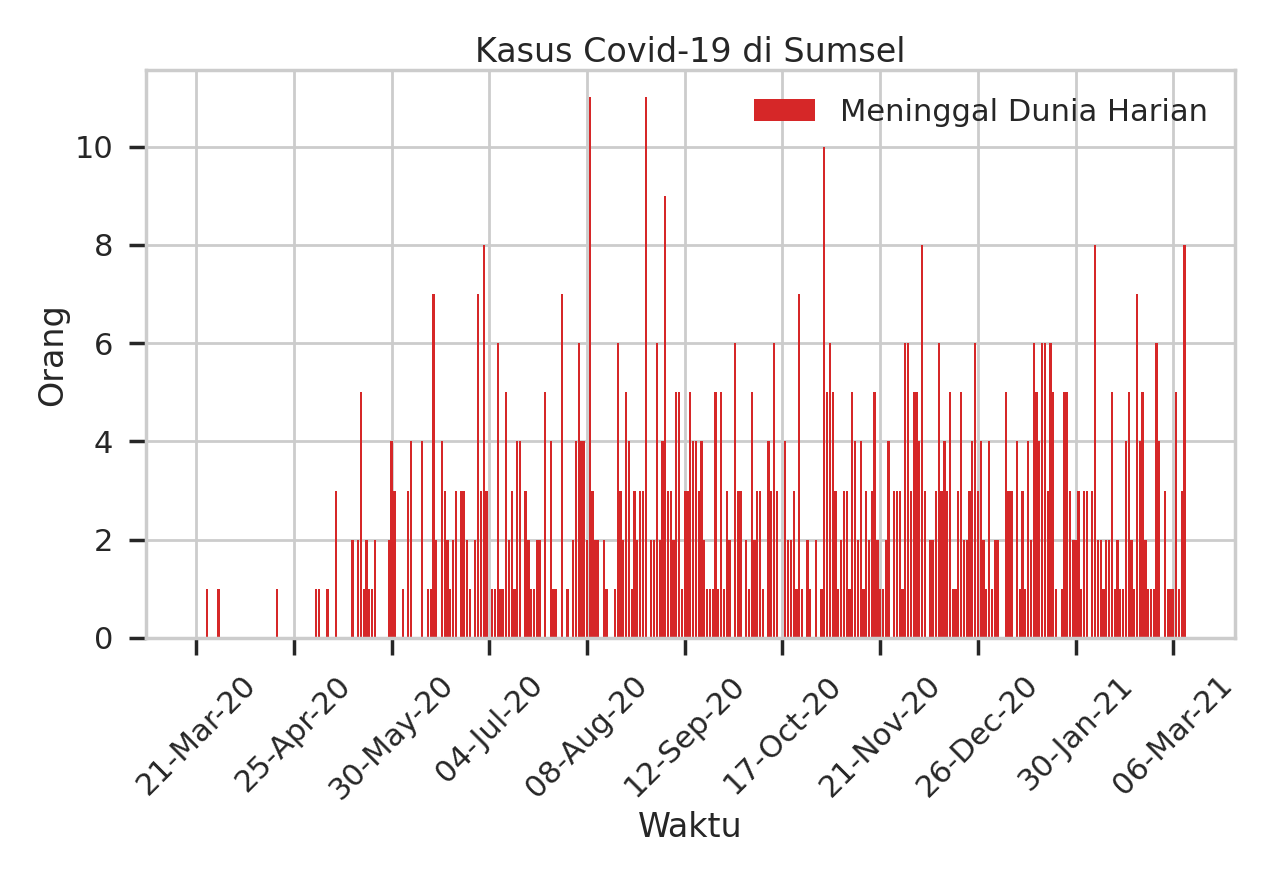 Kasus Covid-19 di Sumsel
Meninggal Dunia Harian
Orang
10
8
6
4
2
0
21-Mar-20
25-Apr-20
30-May-20
04-Jul-20
08-Aug-20
12-Sep-20
17-Oct-20
21-Nov-20
26-Dec-20
30-Jan-21
06-Mar-21
Waktu